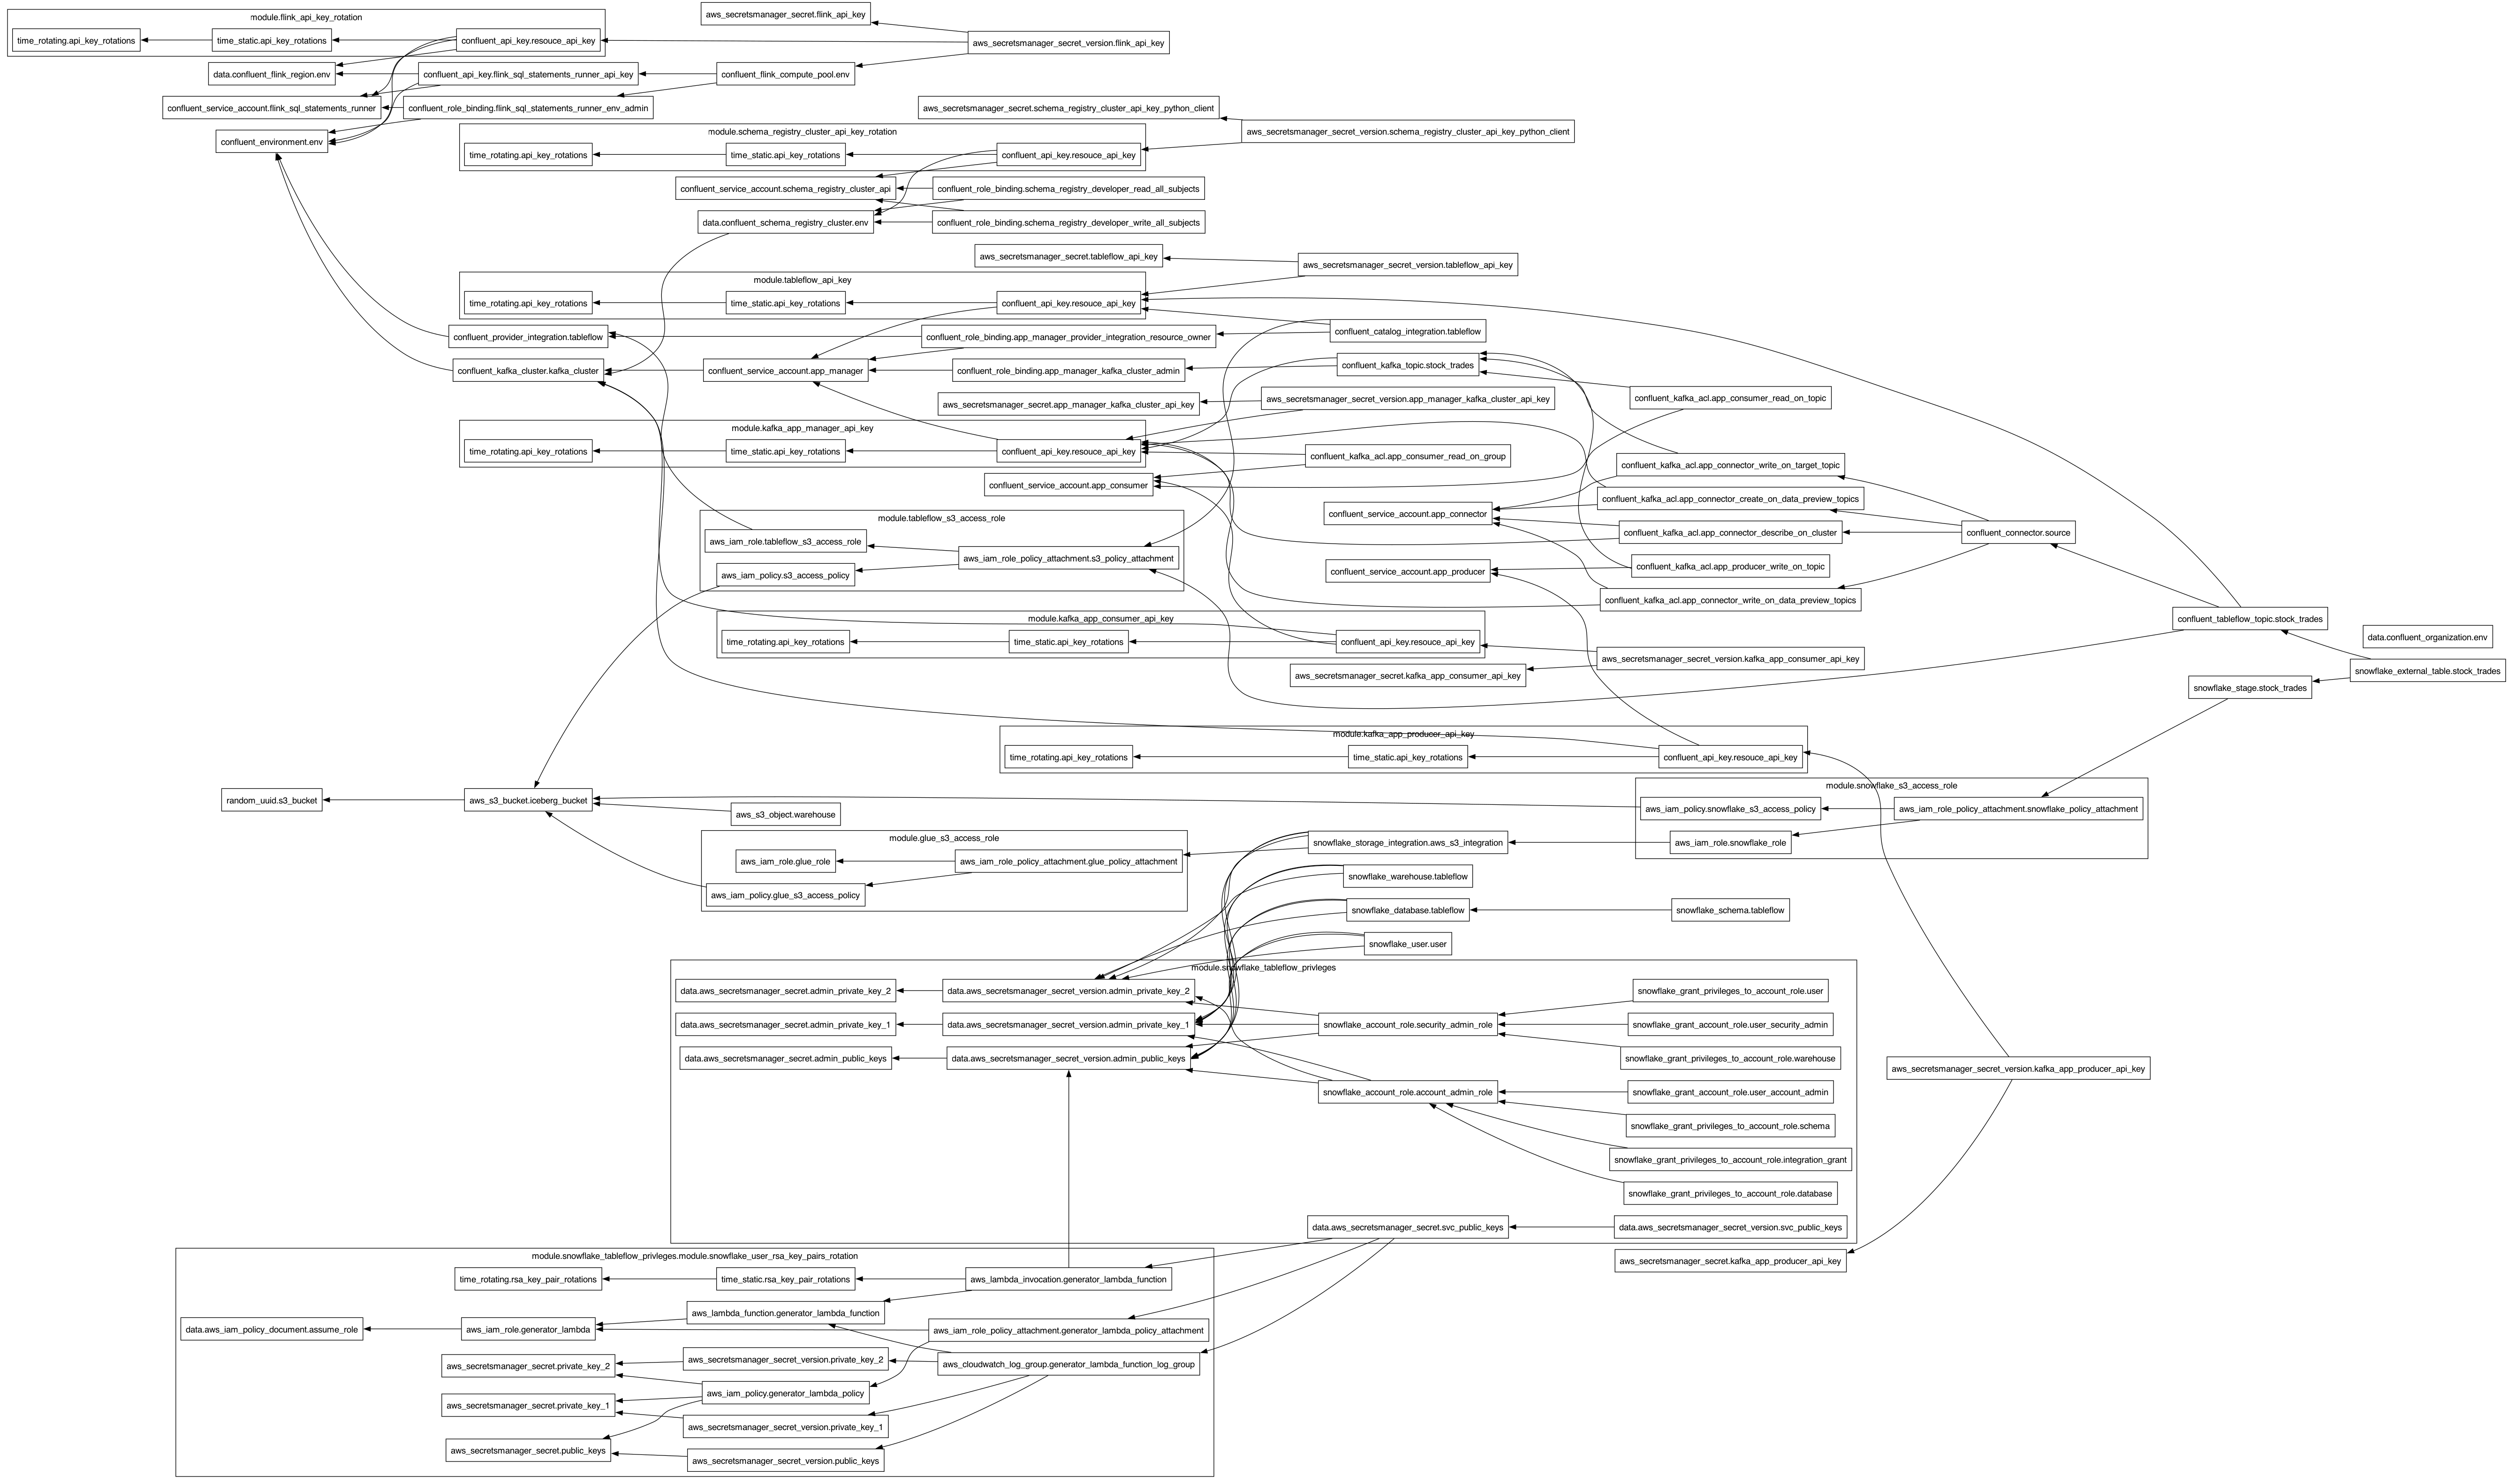 module.flink_api_key_rotation
time_rotating.api_key_rotations
time_static.api_key_rotations
confluent_api_key.resouce_api_key
aws_secretsmanager_secret.flink_api_key
aws_secretsmanager_secret_version.flink_api_key
data.confluent_flink_region.env
confluent_api_key.flink_sql_statements_runner_api_key
confluent_flink_compute_pool.env
confluent_service_account.flink_sql_statements_runner
confluent_role_binding.flink_sql_statements_runner_env_admin
confluent_environment.env
aws_secretsmanager_secret.schema_registry_cluster_api_key_python_client
aws_secretsmanager_secret_version.schema_registry_cluster_api_key_python_client
module.schema_registry_cluster_api_key_rotation
time_rotating.api_key_rotations
time_static.api_key_rotations
confluent_api_key.resouce_api_key
confluent_service_account.schema_registry_cluster_api
confluent_role_binding.schema_registry_developer_read_all_subjects
data.confluent_schema_registry_cluster.env
confluent_role_binding.schema_registry_developer_write_all_subjects
aws_secretsmanager_secret.tableflow_api_key
aws_secretsmanager_secret_version.tableflow_api_key
module.tableflow_api_key
time_rotating.api_key_rotations
time_static.api_key_rotations
confluent_api_key.resouce_api_key
confluent_provider_integration.tableflow
confluent_role_binding.app_manager_provider_integration_resource_owner
confluent_catalog_integration.tableflow
confluent_kafka_cluster.kafka_cluster
confluent_service_account.app_manager
confluent_role_binding.app_manager_kafka_cluster_admin
confluent_kafka_topic.stock_trades
aws_secretsmanager_secret.app_manager_kafka_cluster_api_key
aws_secretsmanager_secret_version.app_manager_kafka_cluster_api_key
confluent_kafka_acl.app_consumer_read_on_topic
module.kafka_app_manager_api_key
time_rotating.api_key_rotations
time_static.api_key_rotations
confluent_api_key.resouce_api_key
confluent_kafka_acl.app_consumer_read_on_group
confluent_service_account.app_consumer
confluent_kafka_acl.app_connector_write_on_target_topic
confluent_kafka_acl.app_connector_create_on_data_preview_topics
confluent_service_account.app_connector
confluent_kafka_acl.app_connector_describe_on_cluster
confluent_connector.source
module.tableflow_s3_access_role
aws_iam_role.tableflow_s3_access_role
aws_iam_role_policy_attachment.s3_policy_attachment
aws_iam_policy.s3_access_policy
confluent_service_account.app_producer
confluent_kafka_acl.app_producer_write_on_topic
confluent_kafka_acl.app_connector_write_on_data_preview_topics
module.kafka_app_consumer_api_key
time_rotating.api_key_rotations
time_static.api_key_rotations
confluent_api_key.resouce_api_key
confluent_tableflow_topic.stock_trades
data.confluent_organization.env
aws_secretsmanager_secret_version.kafka_app_consumer_api_key
aws_secretsmanager_secret.kafka_app_consumer_api_key
snowflake_external_table.stock_trades
snowflake_stage.stock_trades
module.kafka_app_producer_api_key
time_rotating.api_key_rotations
time_static.api_key_rotations
confluent_api_key.resouce_api_key
module.snowflake_s3_access_role
random_uuid.s3_bucket
aws_s3_bucket.iceberg_bucket
aws_s3_object.warehouse
aws_iam_policy.snowflake_s3_access_policy
aws_iam_role_policy_attachment.snowflake_policy_attachment
aws_iam_role.snowflake_role
module.glue_s3_access_role
aws_iam_role.glue_role
aws_iam_role_policy_attachment.glue_policy_attachment
aws_iam_policy.glue_s3_access_policy
snowflake_storage_integration.aws_s3_integration
snowflake_warehouse.tableflow
snowflake_database.tableflow
snowflake_schema.tableflow
snowflake_user.user
module.snowflake_tableflow_privleges
data.aws_secretsmanager_secret.admin_private_key_2
data.aws_secretsmanager_secret_version.admin_private_key_2
snowflake_grant_privileges_to_account_role.user
data.aws_secretsmanager_secret.admin_private_key_1
data.aws_secretsmanager_secret_version.admin_private_key_1
snowflake_account_role.security_admin_role
snowflake_grant_account_role.user_security_admin
data.aws_secretsmanager_secret.admin_public_keys
data.aws_secretsmanager_secret_version.admin_public_keys
snowflake_grant_privileges_to_account_role.warehouse
aws_secretsmanager_secret_version.kafka_app_producer_api_key
snowflake_account_role.account_admin_role
snowflake_grant_account_role.user_account_admin
snowflake_grant_privileges_to_account_role.schema
snowflake_grant_privileges_to_account_role.integration_grant
snowflake_grant_privileges_to_account_role.database
data.aws_secretsmanager_secret.svc_public_keys
data.aws_secretsmanager_secret_version.svc_public_keys
aws_secretsmanager_secret.kafka_app_producer_api_key
module.snowflake_tableflow_privleges.module.snowflake_user_rsa_key_pairs_rotation
time_rotating.rsa_key_pair_rotations
time_static.rsa_key_pair_rotations
aws_lambda_invocation.generator_lambda_function
aws_lambda_function.generator_lambda_function
data.aws_iam_policy_document.assume_role
aws_iam_role.generator_lambda
aws_iam_role_policy_attachment.generator_lambda_policy_attachment
aws_secretsmanager_secret.private_key_2
aws_secretsmanager_secret_version.private_key_2
aws_cloudwatch_log_group.generator_lambda_function_log_group
aws_iam_policy.generator_lambda_policy
aws_secretsmanager_secret.private_key_1
aws_secretsmanager_secret_version.private_key_1
aws_secretsmanager_secret.public_keys
aws_secretsmanager_secret_version.public_keys